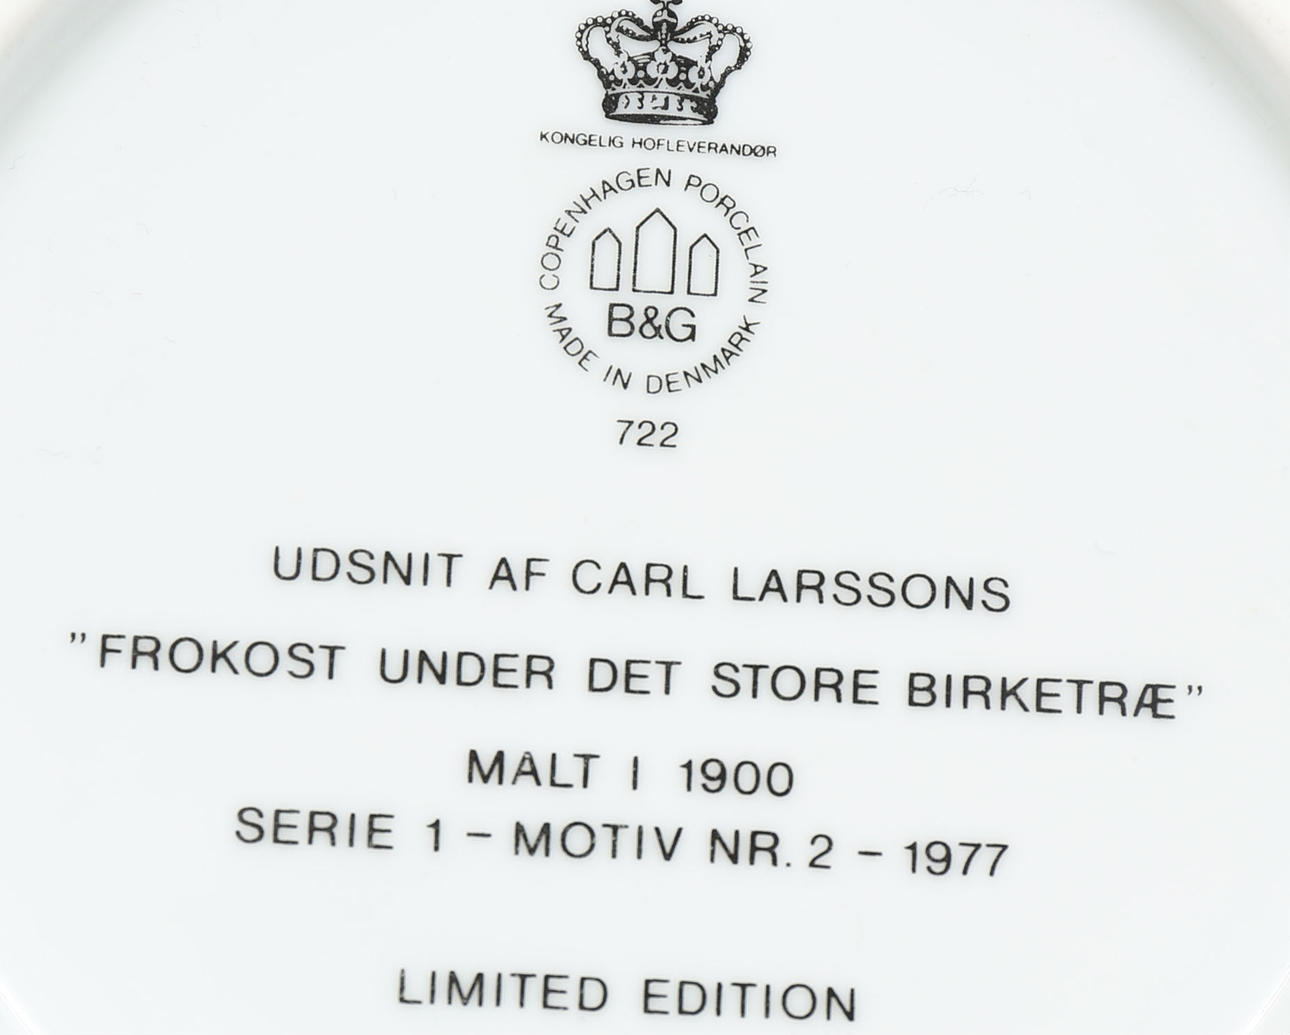 KONGELIG HOFLEVERANDØR
COPENHAGEN PORCELAIN
B&G
MADE IN DENMARK
722
UDSNIT AF CARL LARSSONS
"FROKOST UNDER DET STORE BIRKETRÆ"
MALT I 1900
SERIE 1 – MOTIV NR. 2 – 1977
LIMITED EDITION